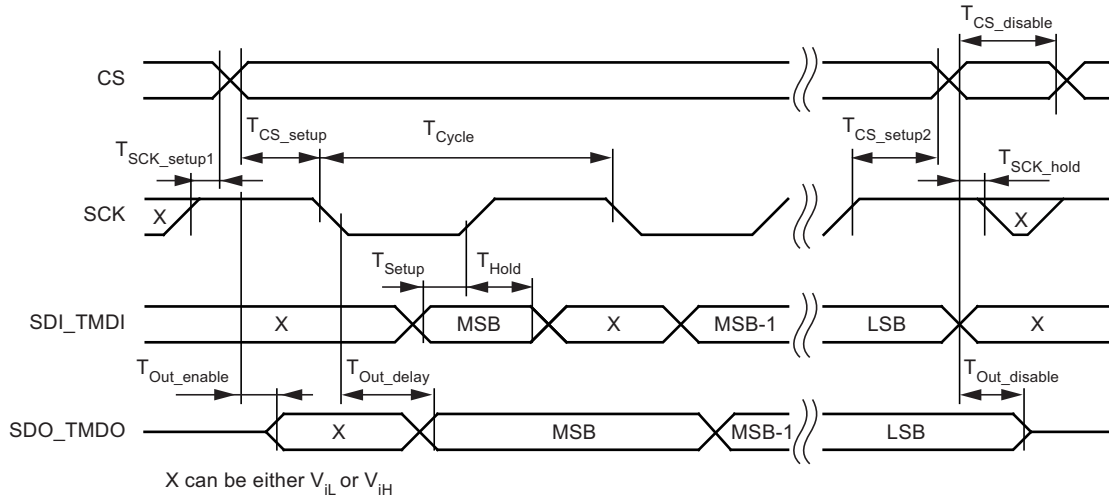 T_CS_disable
CS
T_CS_setup
T_Cycle
T_CS_setup2
T_SCK_setup1
T_SCK_hold
SCK
X
X
T_Setup
T_Hold
SDI_TMDI
X
MSB
X
MSB-1
LSB
X
T_Out_enable
T_Out_delay
T_Out_disable
SDO_TMDO
X
MSB
MSB-1
LSB
X can be either V_iL or V_iH